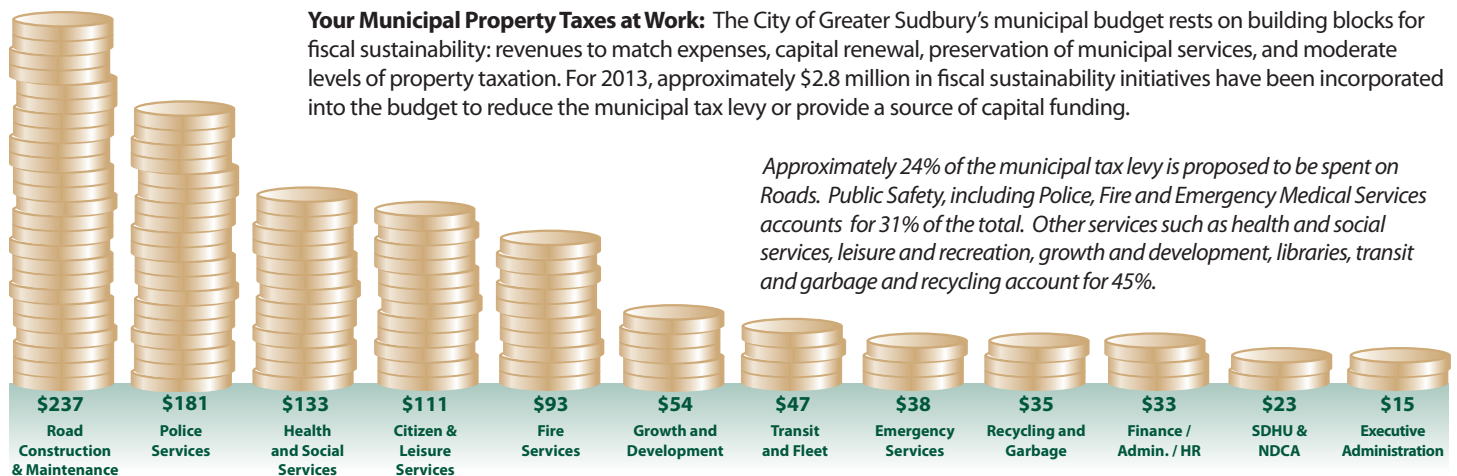 Your Municipal Property Taxes at Work: The City of Greater Sudbury's municipal budget rests on building blocks for
fiscal sustainability: revenues to match expenses, capital renewal, preservation of municipal services, and moderate
levels of property taxation. For 2013, approximately $2.8 million in fiscal sustainability initiatives have been incorporated
into the budget to reduce the municipal tax levy or provide a source of capital funding.
Approximately 24% of the municipal tax levy is proposed to be spent on
Roads. Public Safety, including Police, Fire and Emergency Medical Services
accounts for 31% of the total. Other services such as health and social
services, leisure and recreation, growth and development, libraries, transit
and garbage and recycling account for 45%.
$237
Road
Construction
& Maintenance
$181
Police
Services
$133
Health
and Social
Services
$111
Citizen &
Leisure
Services
$93
Fire
Services
$54
Growth and
Development
$47
Transit
and Fleet
$38
Emergency
Services
$35
Recycling and
Garbage
$33
Finance /
Admin. / HR
$23
SDHU &
NDCA
$15
Executive
Administration